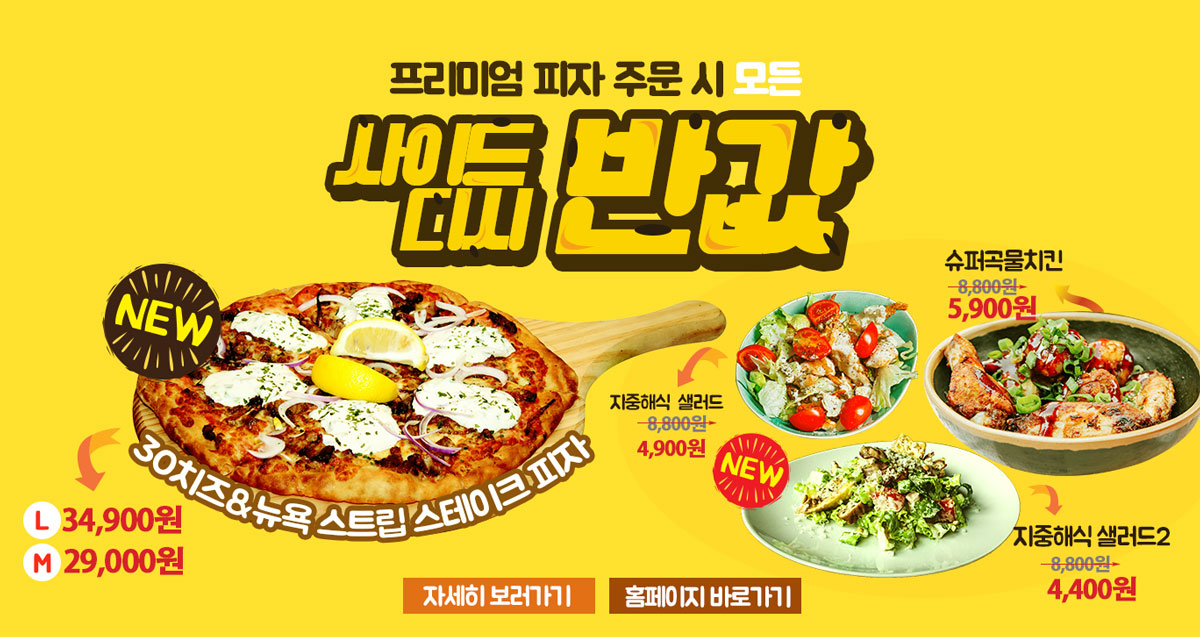 프리미엄 피자 주문 시 모든
사이드
디씨
반값
NEW
30치즈&뉴욕 스트립 스테이크 피자
L 34,900원
M 29,000원
슈퍼곡물치킨
8,800원
5,900원
지중해식 샐러드
8,800원
4,900원
NEW
지중해식 샐러드2
8,800원
4,400원
자세히 보러가기
홈페이지 바로가기